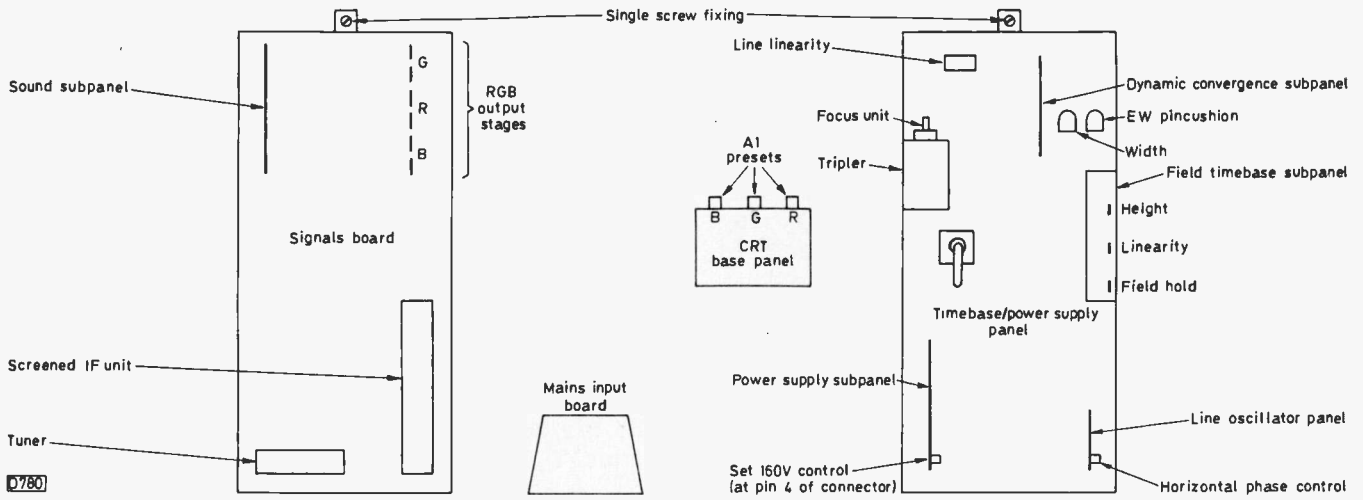 Single screw fixing
Sound subpanel
G
R
B
RGB
output
stages
Signals board
Screened IF unit
Tuner
D780
A1
presets
B G R
CRT
base panel
Mains input
board
Line linearity
Focus unit
Tripler
Dynamic convergence subpanel
EW pincushion
Width
Field timebase subpanel
Height
Linearity
Field hold
Timebase/power supply
panel
Power supply subpanel
Set 160V control
(at pin 4 of connector)
Line oscillator panel
Horizontal phase control